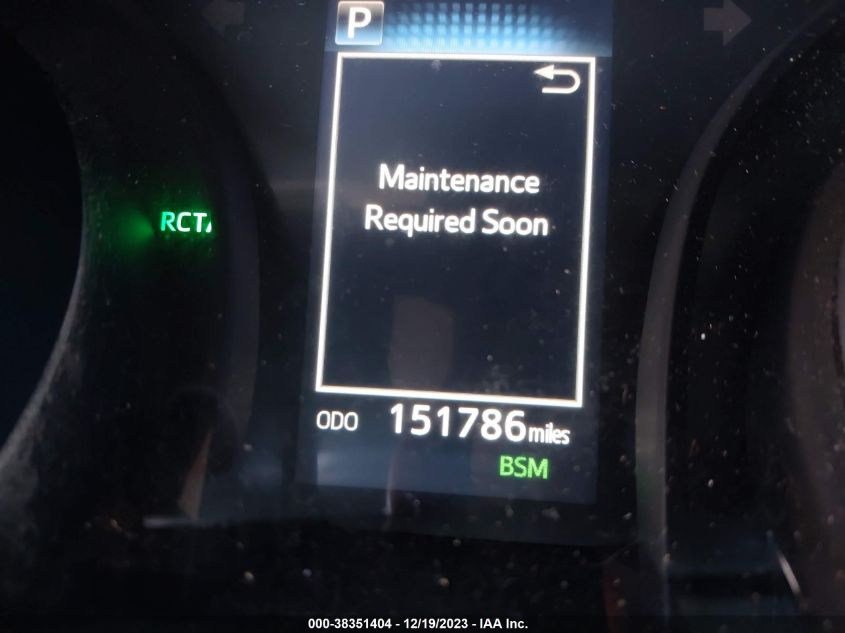 P
Maintenance
Required Soon
RCTA
ODO 151786 miles
BSM
000-38351404 - 12/19/2023 - IAA Inc.